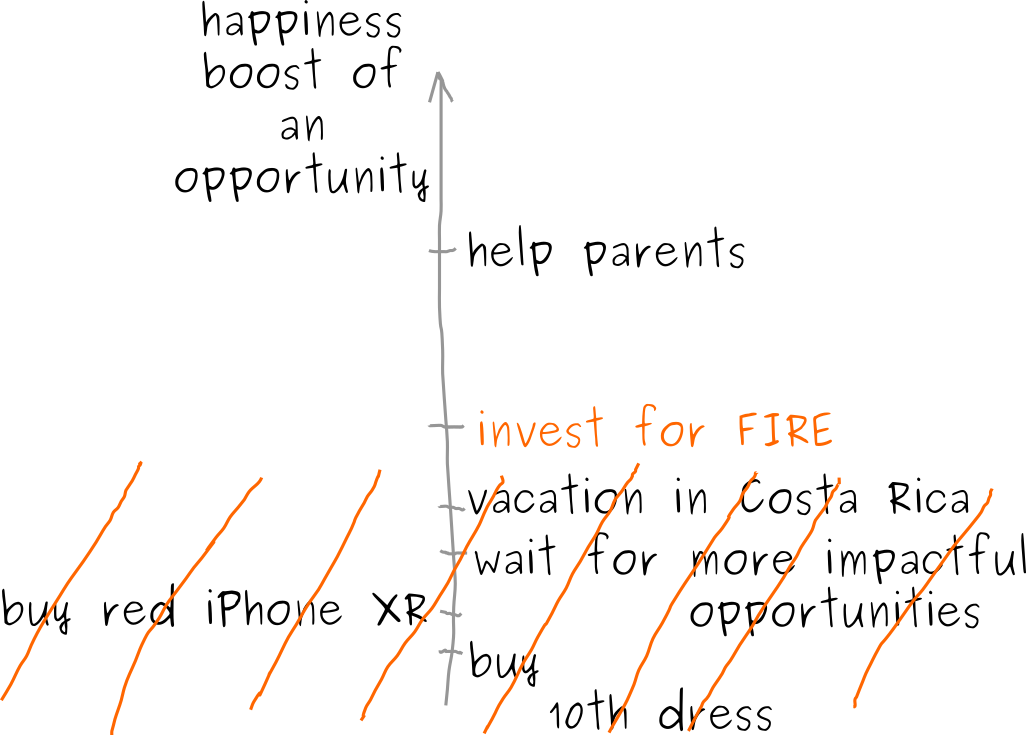 happiness
boost of
an
opportunity
help parents
invest for FIRE
vacation in Costa Rica
wait for more impactful
opportunities
buy red iPhone XR
buy
10th dress